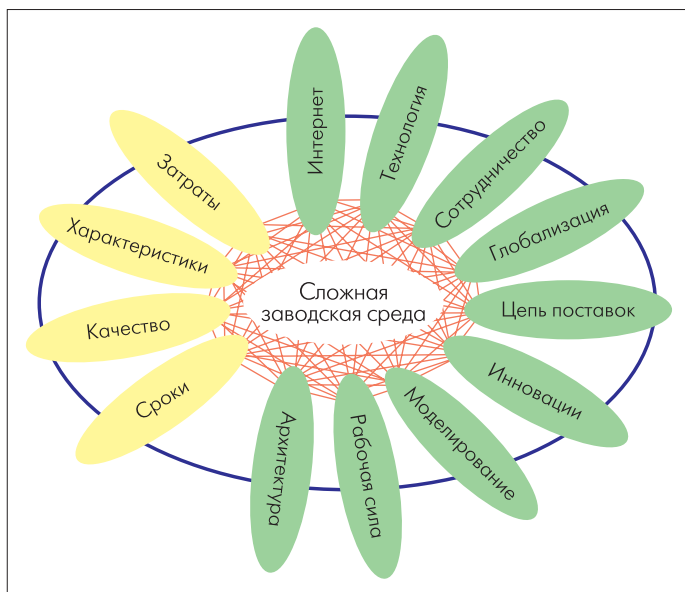 Интернет
Технология
Сотрудничество
Глобализация
Цепь поставок
Инновации
Моделирование
Рабочая сила
Архитектура
Сроки
Качество
Характеристики
Затраты
Сложная
заводская среда